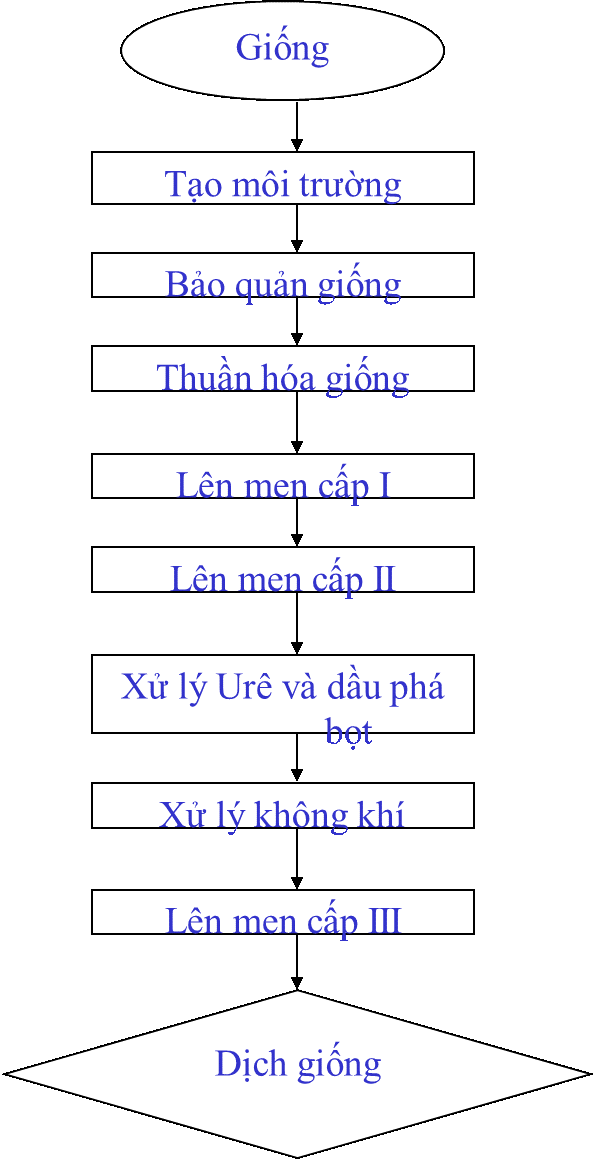 Giống
Tạo môi trường
Bảo quản giống
Thuần hóa giống
Lên men cấp I
Lên men cấp II
Xử lý Urê và dầu phá
bọt
Xử lý không khí
Lên men cấp III
Dịch giống